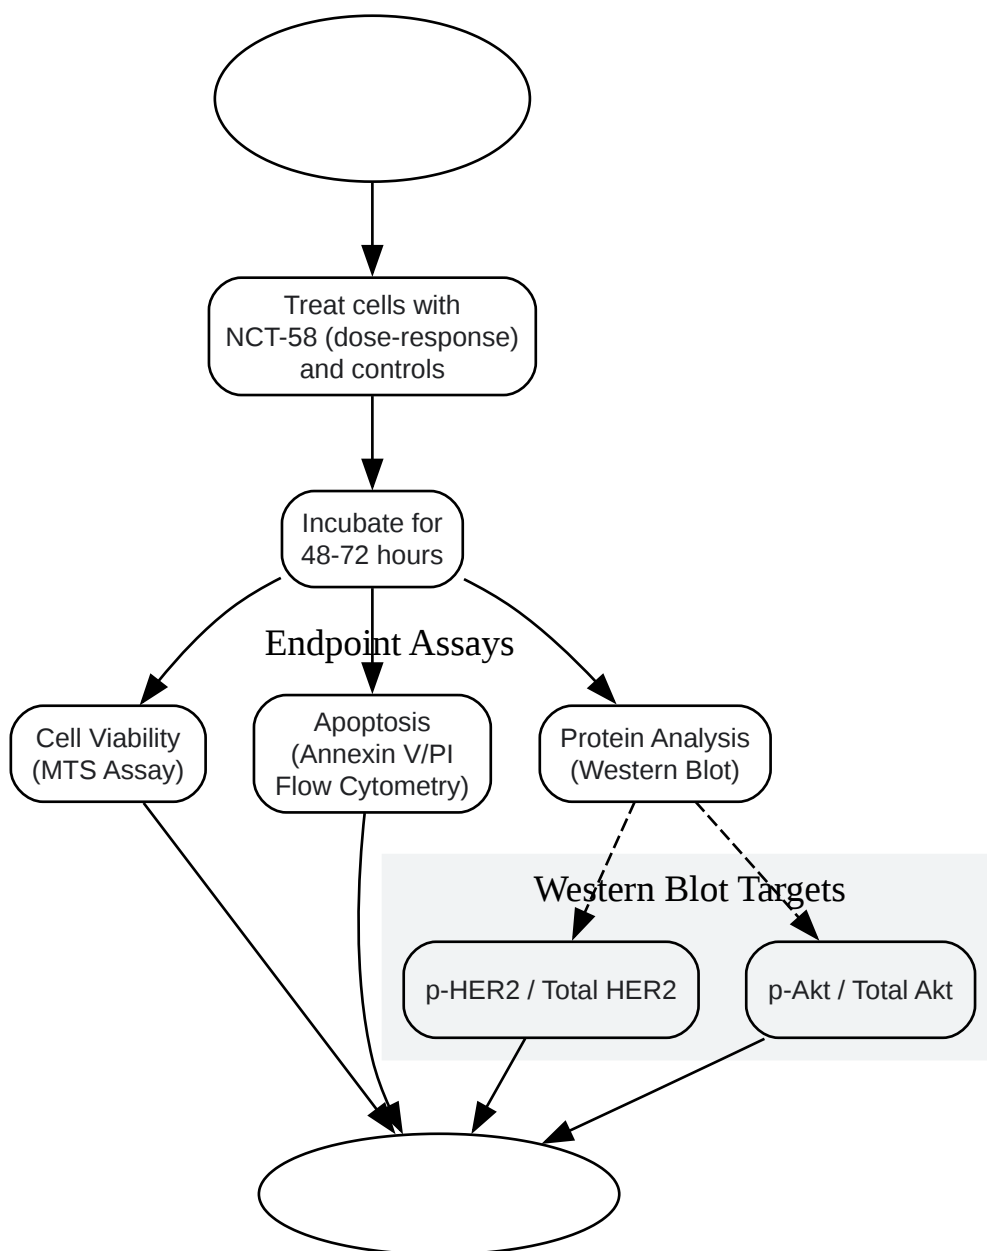 Treat cells with
NCT-58 (dose-response)
and controls
Incubate for
48-72 hours
Endpoint Assays
Cell Viability
(MTS Assay)
Apoptosis
(Annexin V/PI
Flow Cytometry)
Protein Analysis
(Western Blot)
Western Blot Targets
p-HER2 / Total HER2
p-Akt / Total Akt